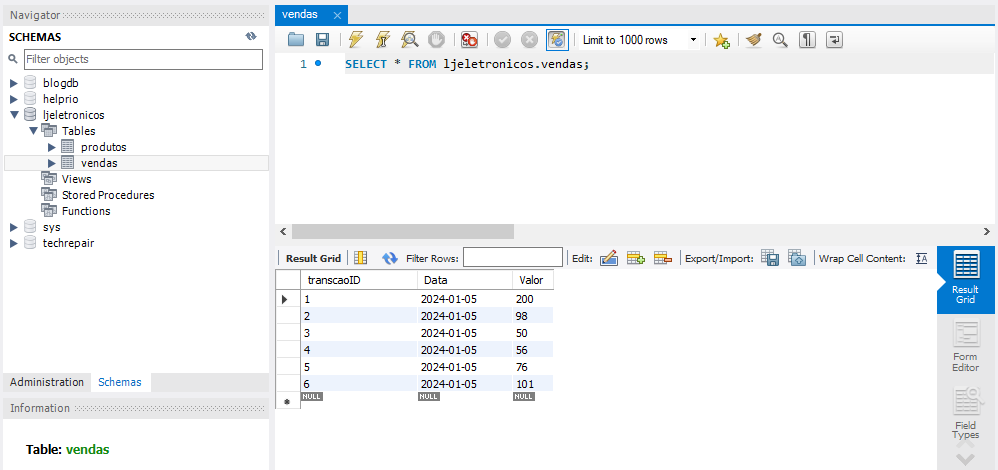 Navigator
SCHEMAS
Filter objects
blogdb
helprio
ljeletronicos
Tables
produtos
vendas
Views
Stored Procedures
Functions
sys
techrepair
Administration Schemas
Information
Table: vendas
vendas
Limit to 1000 rows
1 SELECT * FROM ljeletronicos.vendas;
Result Grid Filter Rows: Edit: Export/Import: Wrap Cell Content:
transcaoID Data Valor
1 2024-01-05 200
2 2024-01-05 98
3 2024-01-05 50
4 2024-01-05 56
5 2024-01-05 76
6 2024-01-05 101
NULL NULL NULL
Result
Grid
Form
Editor
Field
Types